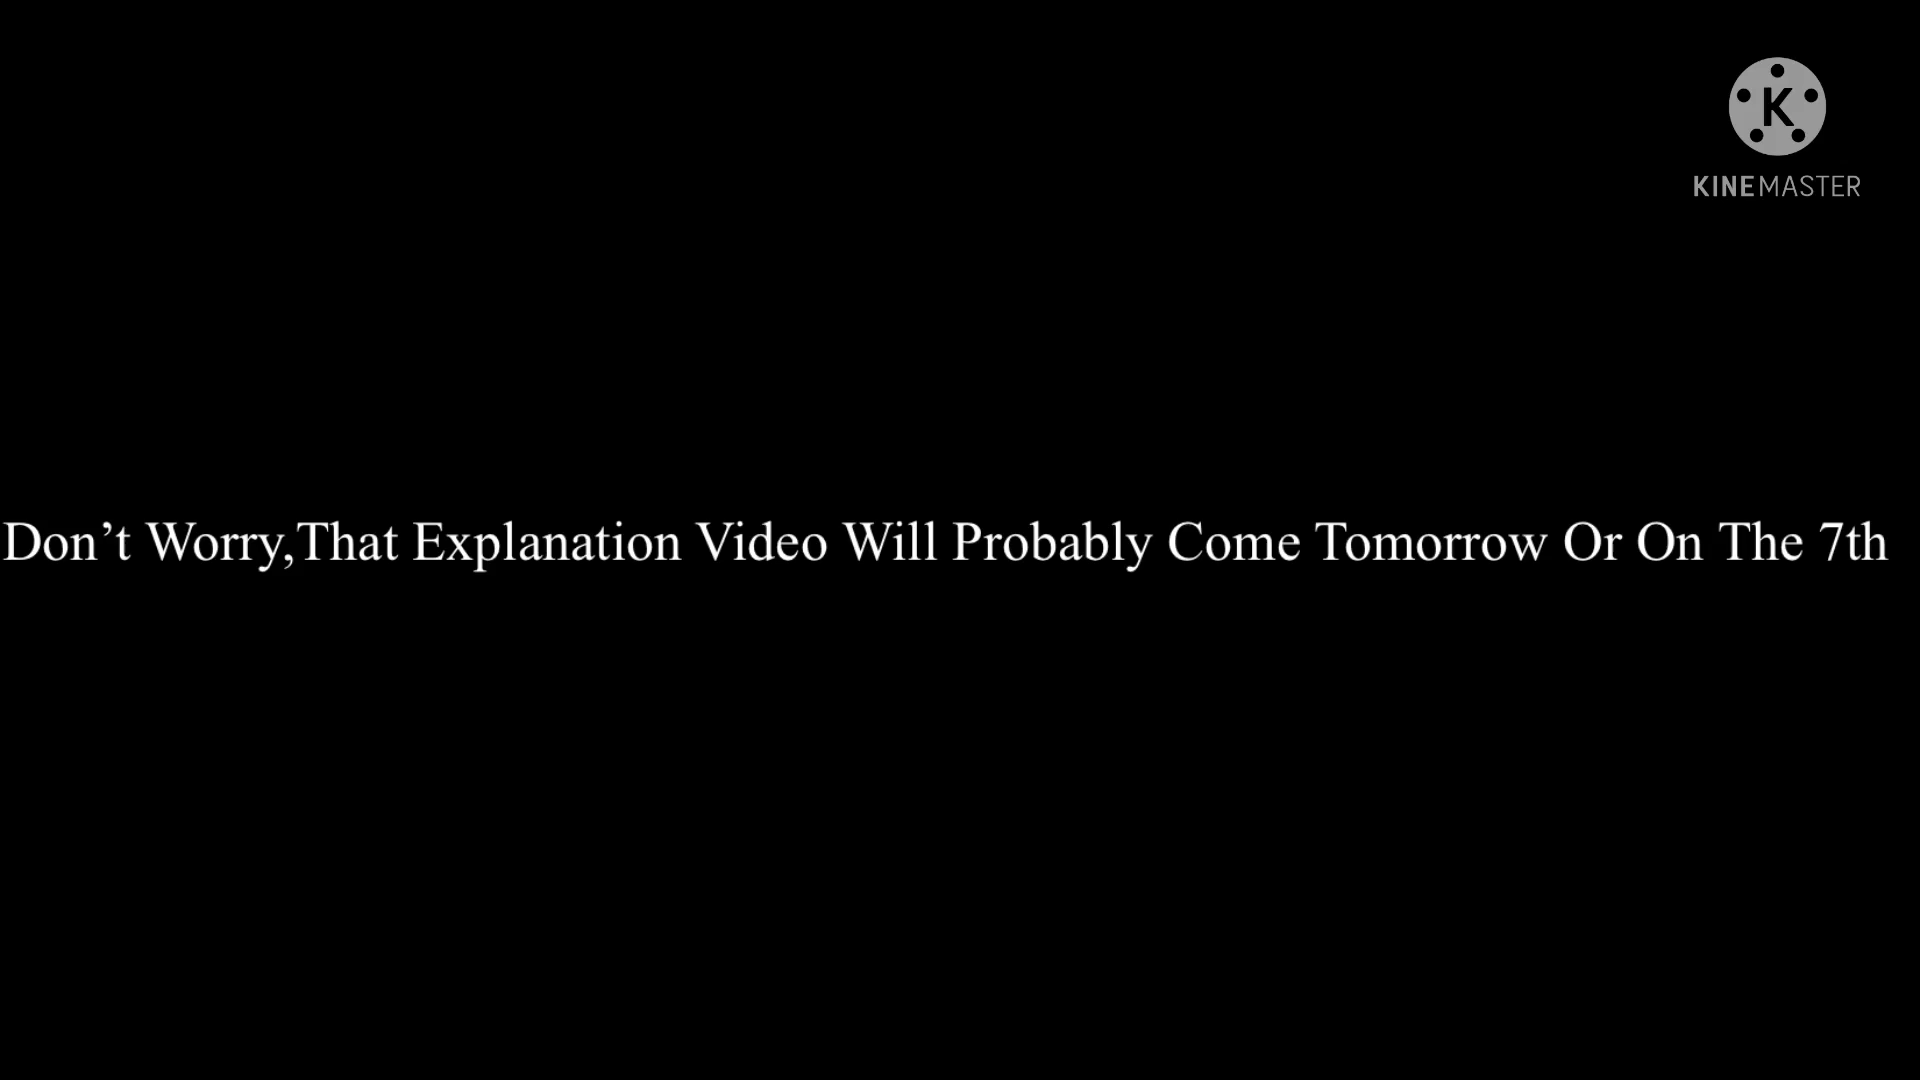 K
KINEMASTER
Don’t Worry,That Explanation Video Will Probably Come Tomorrow Or On The 7th